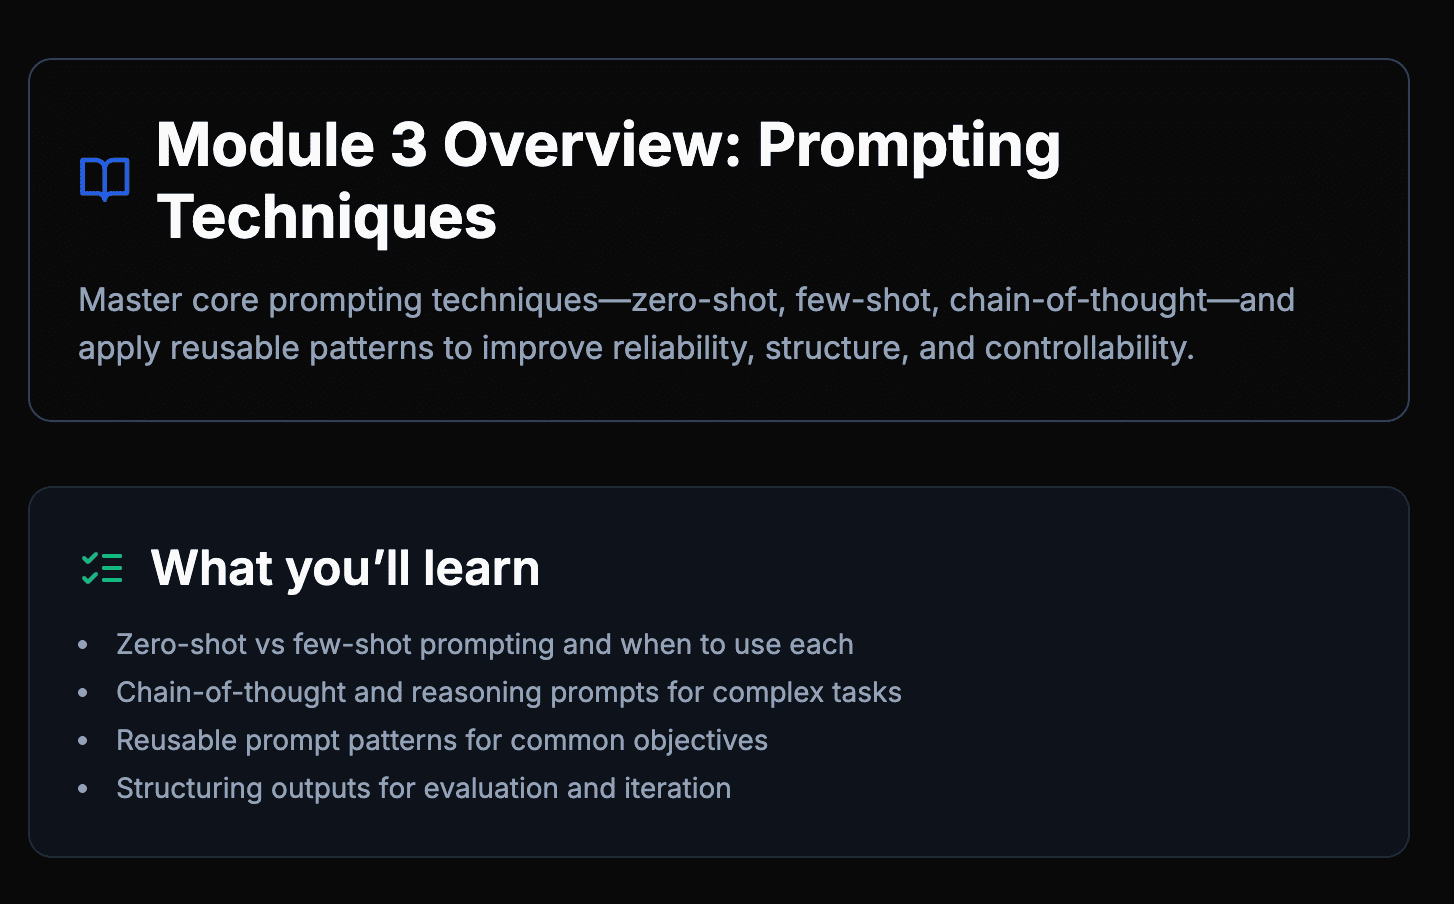 Module 3 Overview: Prompting
Techniques
Master core prompting techniques—zero-shot, few-shot, chain-of-thought—and
apply reusable patterns to improve reliability, structure, and controllability.
What you’ll learn
• Zero-shot vs few-shot prompting and when to use each
• Chain-of-thought and reasoning prompts for complex tasks
• Reusable prompt patterns for common objectives
• Structuring outputs for evaluation and iteration